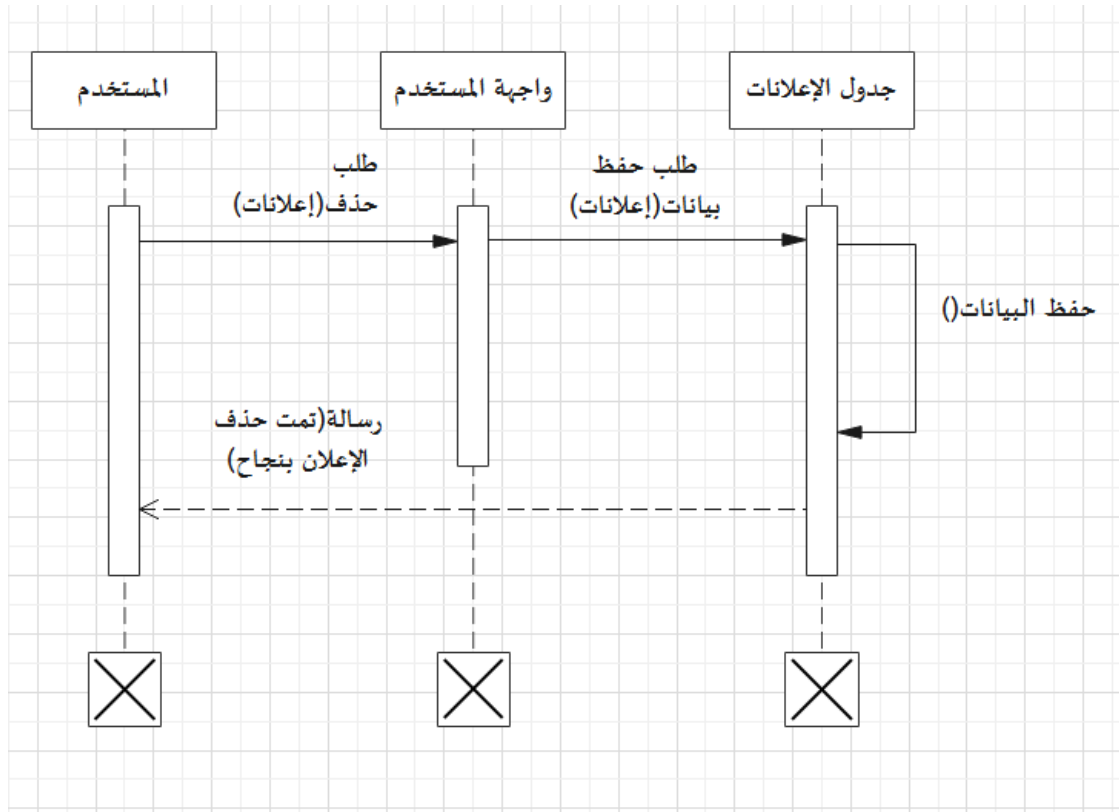 المستخدم
واجهة المستخدم
جدول الإعلانات
طلب
حذف(إعلانات)
طلب حفظ
بيانات(إعلانات)
حفظ البيانات()
رسالة(تمت حذف
الإعلان بنجاح)